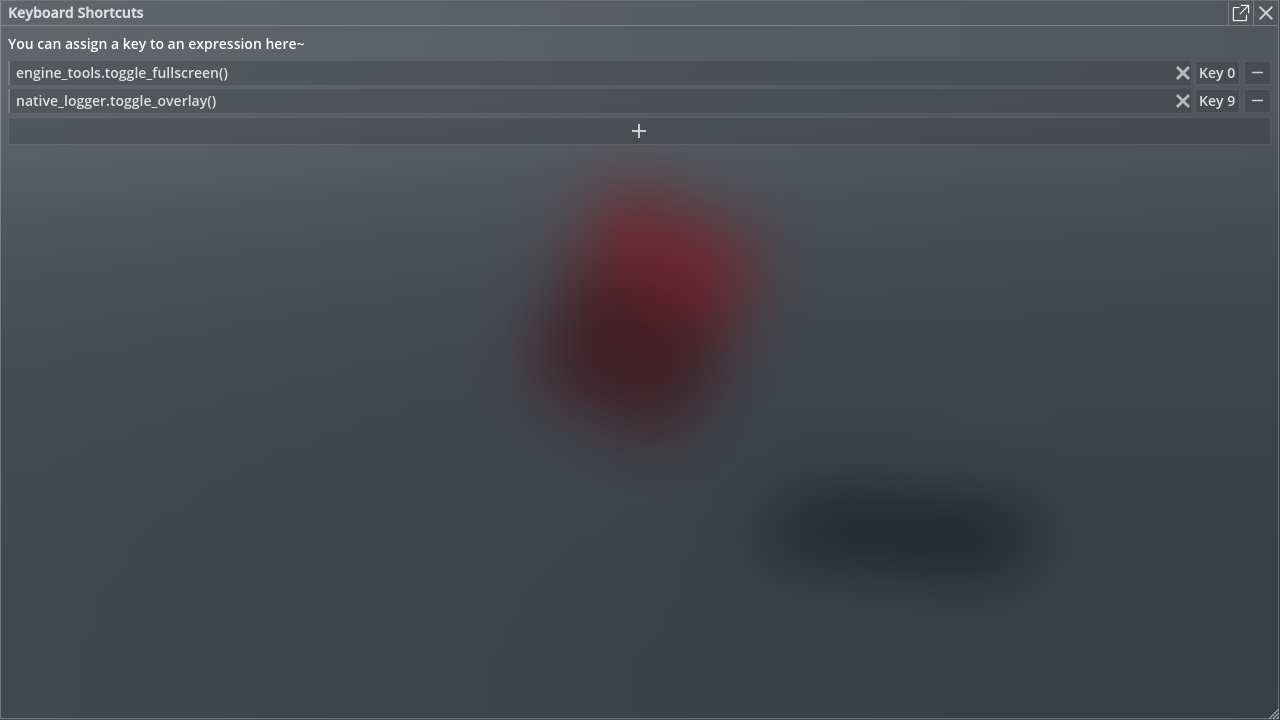 Keyboard Shortcuts
You can assign a key to an expression here~
engine_tools.toggle_fullscreen() Key 0
native_logger.toggle_overlay() Key 9